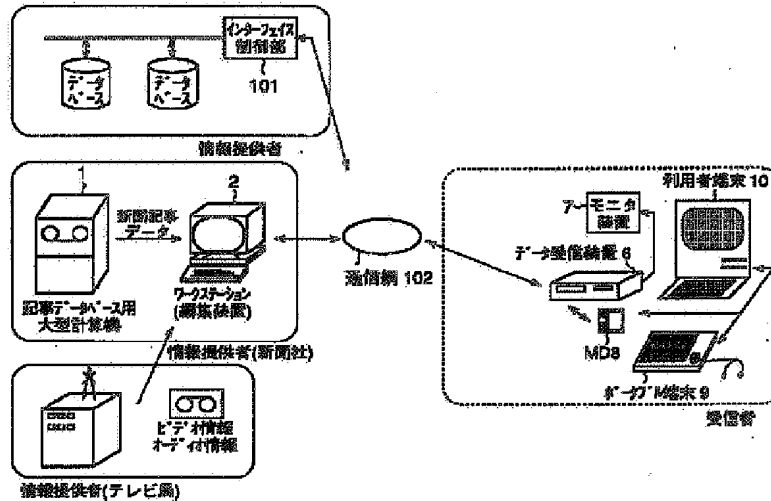 インターフェイス
制御部
101
データ
ベース
データ
ベース
情報提供者
1
新聞記事
データ
2
記事データベース用
大型計算機
ワークステーション
(編集装置)
情報提供者(新聞社)
ビデオ情報
オーディオ情報
情報提供者(テレビ局)
通信網 102
利用者端末 10
7
モニタ
装置
データ受信装置 6
MD8
ポータブル端末 9
受信者